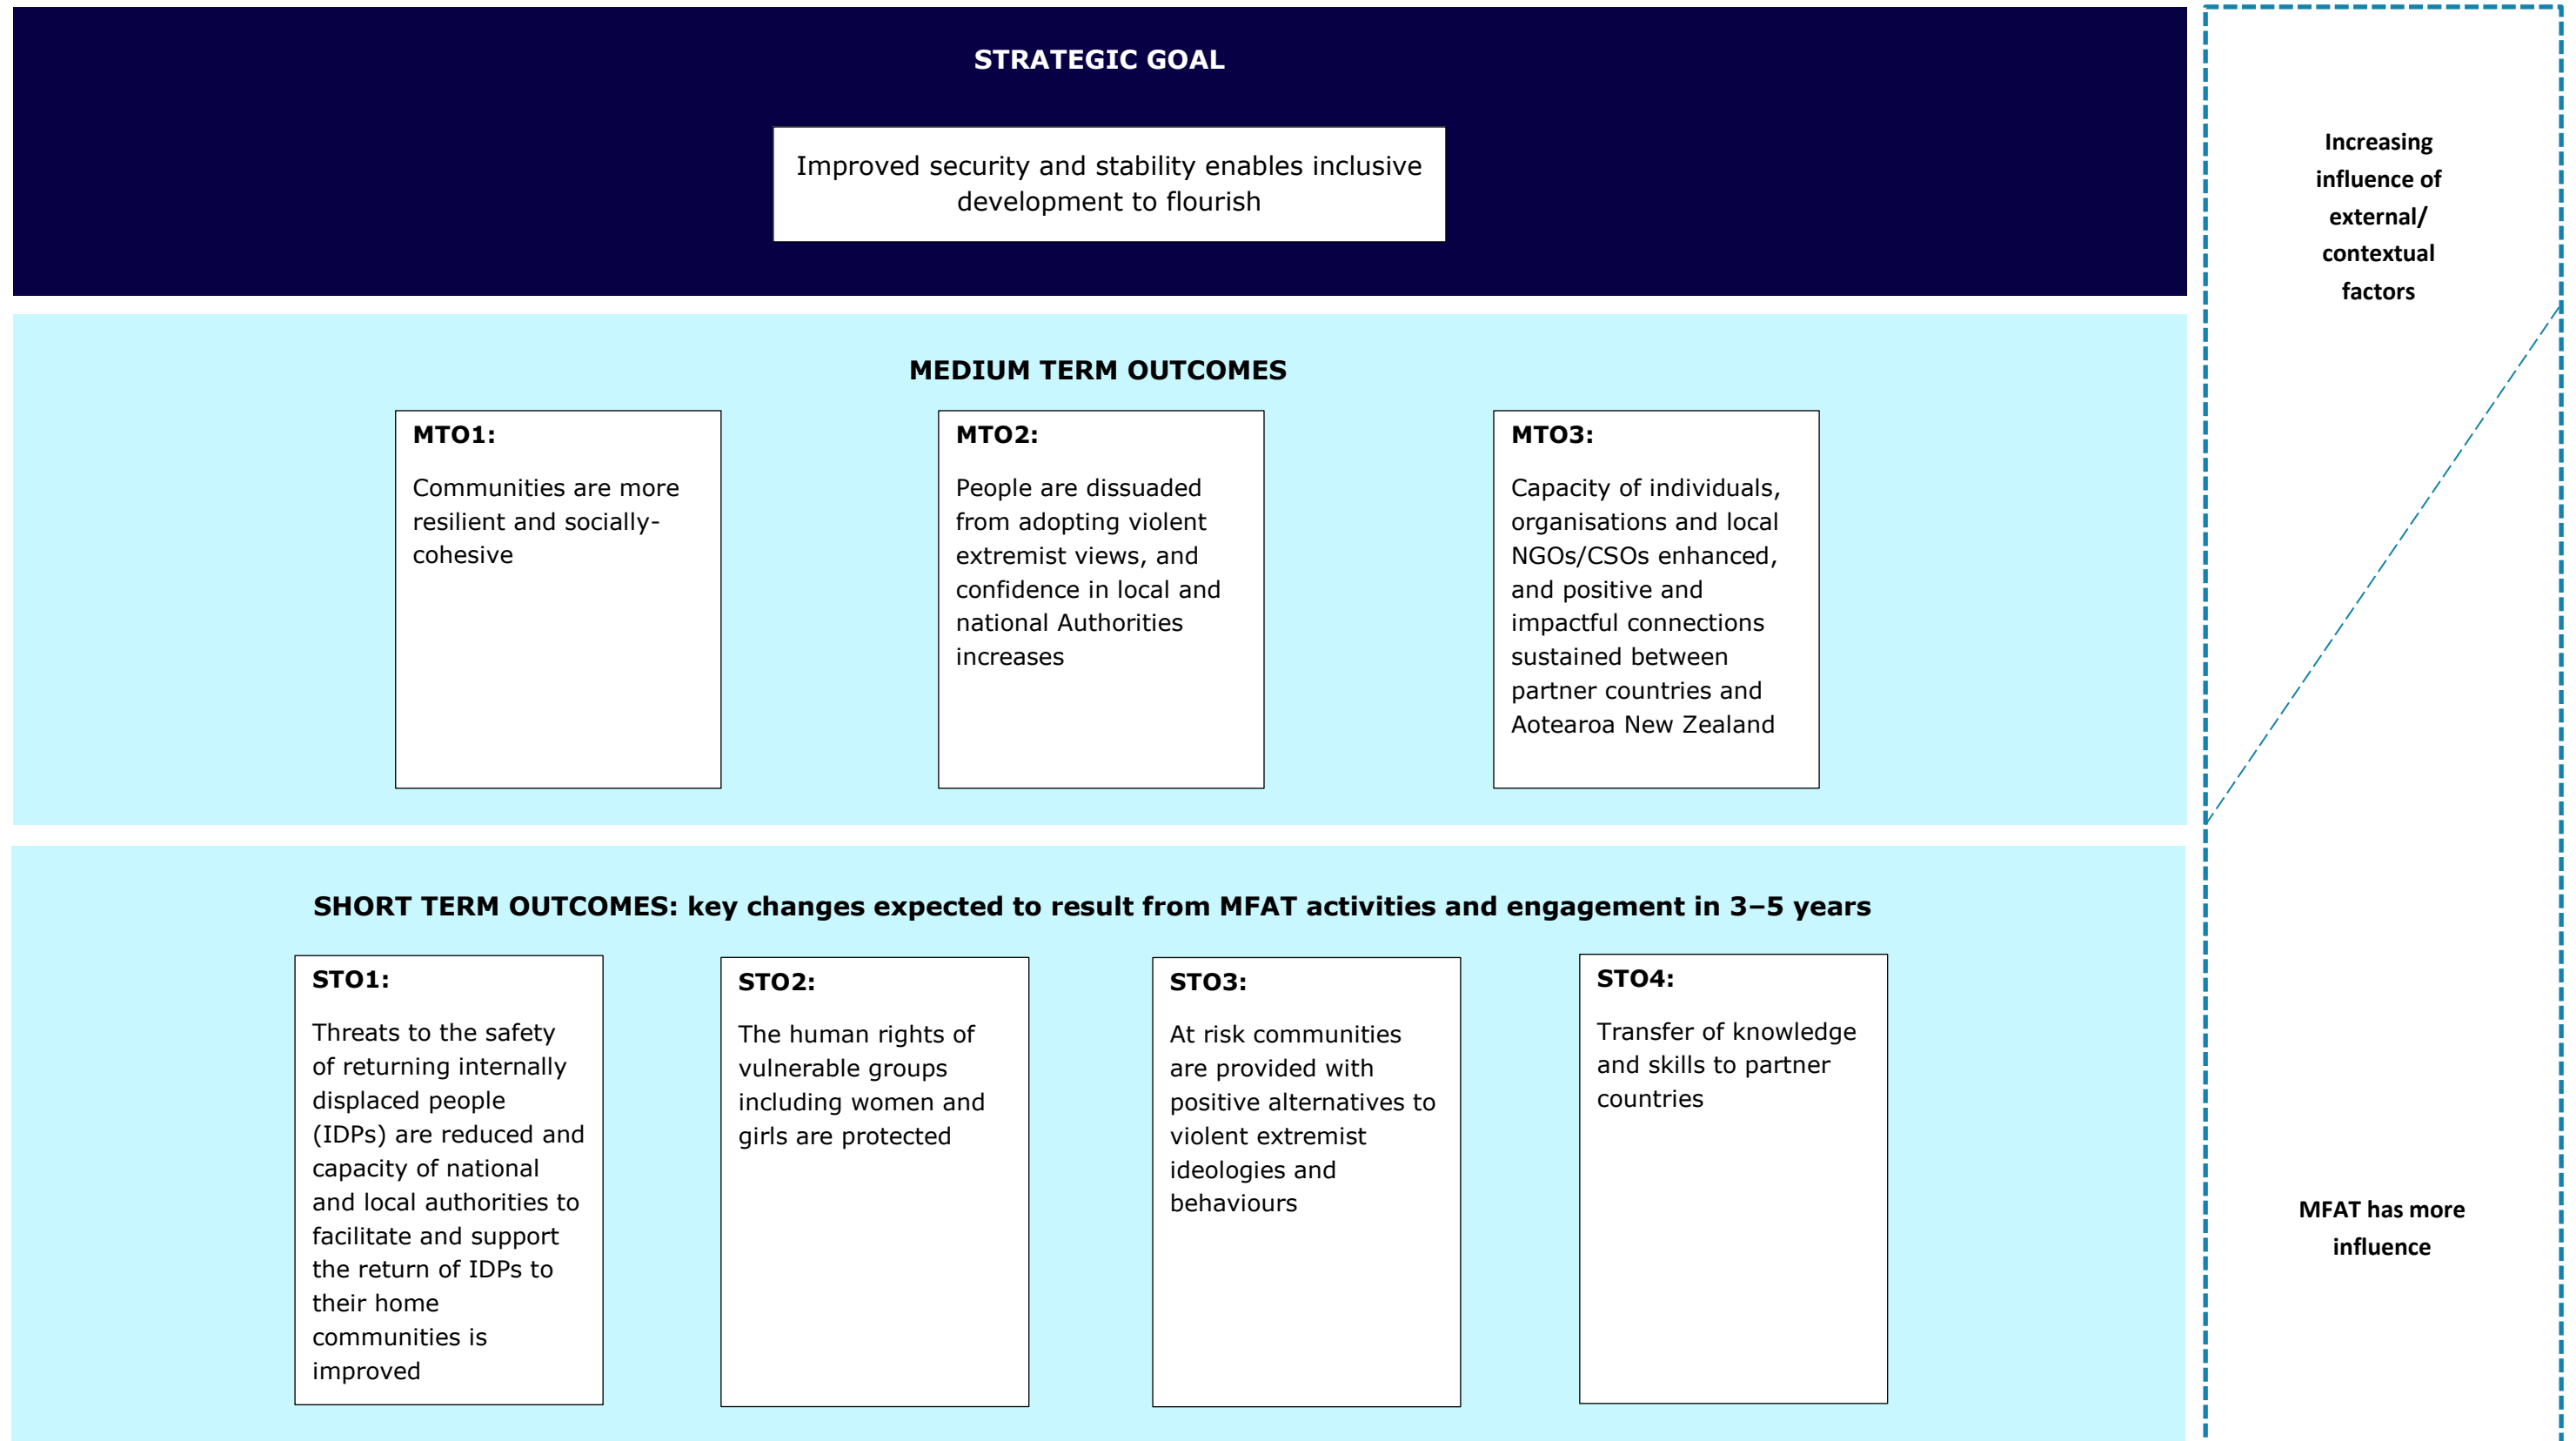 STRATEGIC GOAL
Improved security and stability enables inclusive
development to flourish
Increasing
influence of
external/
contextual
factors
MEDIUM TERM OUTCOMES
MTO1:
Communities are more
resilient and socially-
cohesive
MTO2:
People are dissuaded
from adopting violent
extremist views, and
confidence in local and
national Authorities
increases
MTO3:
Capacity of individuals,
organisations and local
NGOs/CSOs enhanced,
and positive and
impactful connections
sustained between
partner countries and
Aotearoa New Zealand
SHORT TERM OUTCOMES: key changes expected to result from MFAT activities and engagement in 3–5 years
STO1:
Threats to the safety
of returning internally
displaced people
(IDPs) are reduced and
capacity of national
and local authorities to
facilitate and support
the return of IDPs to
their home
communities is
improved
STO2:
The human rights of
vulnerable groups
including women and
girls are protected
STO3:
At risk communities
are provided with
positive alternatives to
violent extremist
ideologies and
behaviours
STO4:
Transfer of knowledge
and skills to partner
countries
MFAT has more
influence